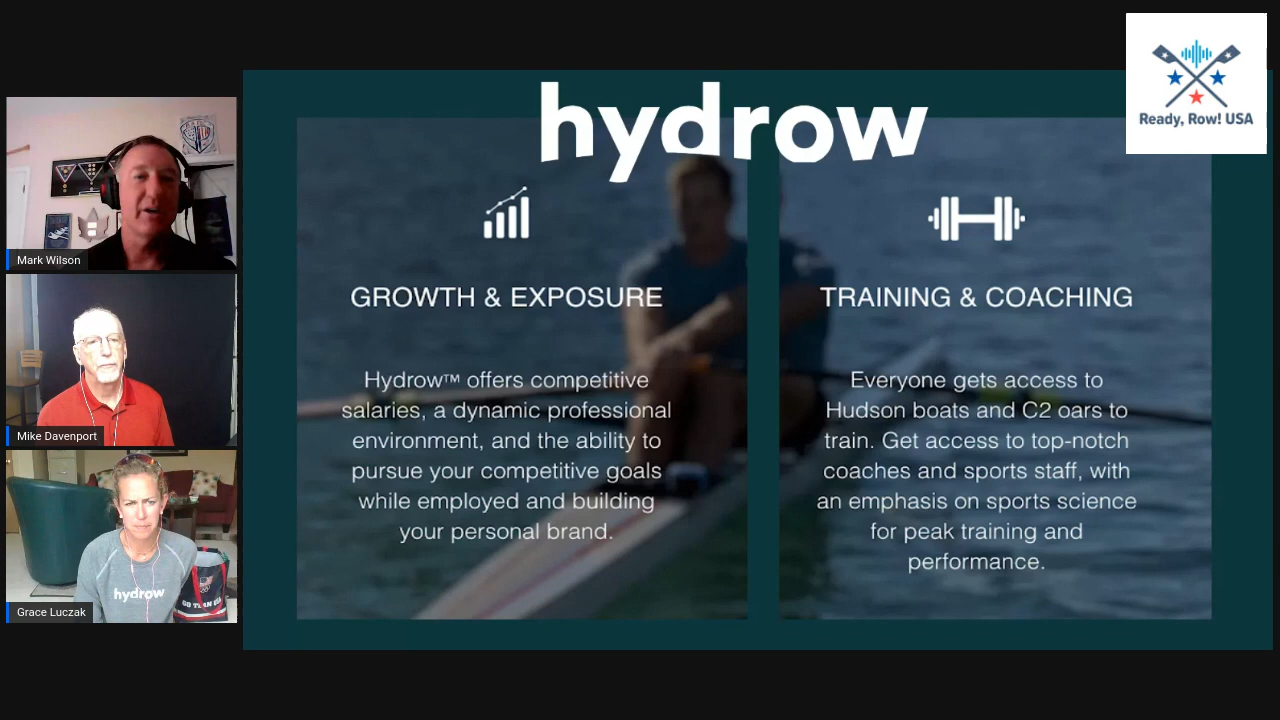 hydrow
Ready, Row! USA
GROWTH & EXPOSURE
Hydrow™ offers competitive
salaries, a dynamic professional
environment, and the ability to
pursue your competitive goals
while employed and building
your personal brand.
TRAINING & COACHING
Everyone gets access to
Hudson boats and C2 oars to
train. Get access to top-notch
coaches and sports staff, with
an emphasis on sports science
for peak training and
performance.
Mark Wilson
Mike Davenport
hydrow
GO TEAM USA
Grace Luczak